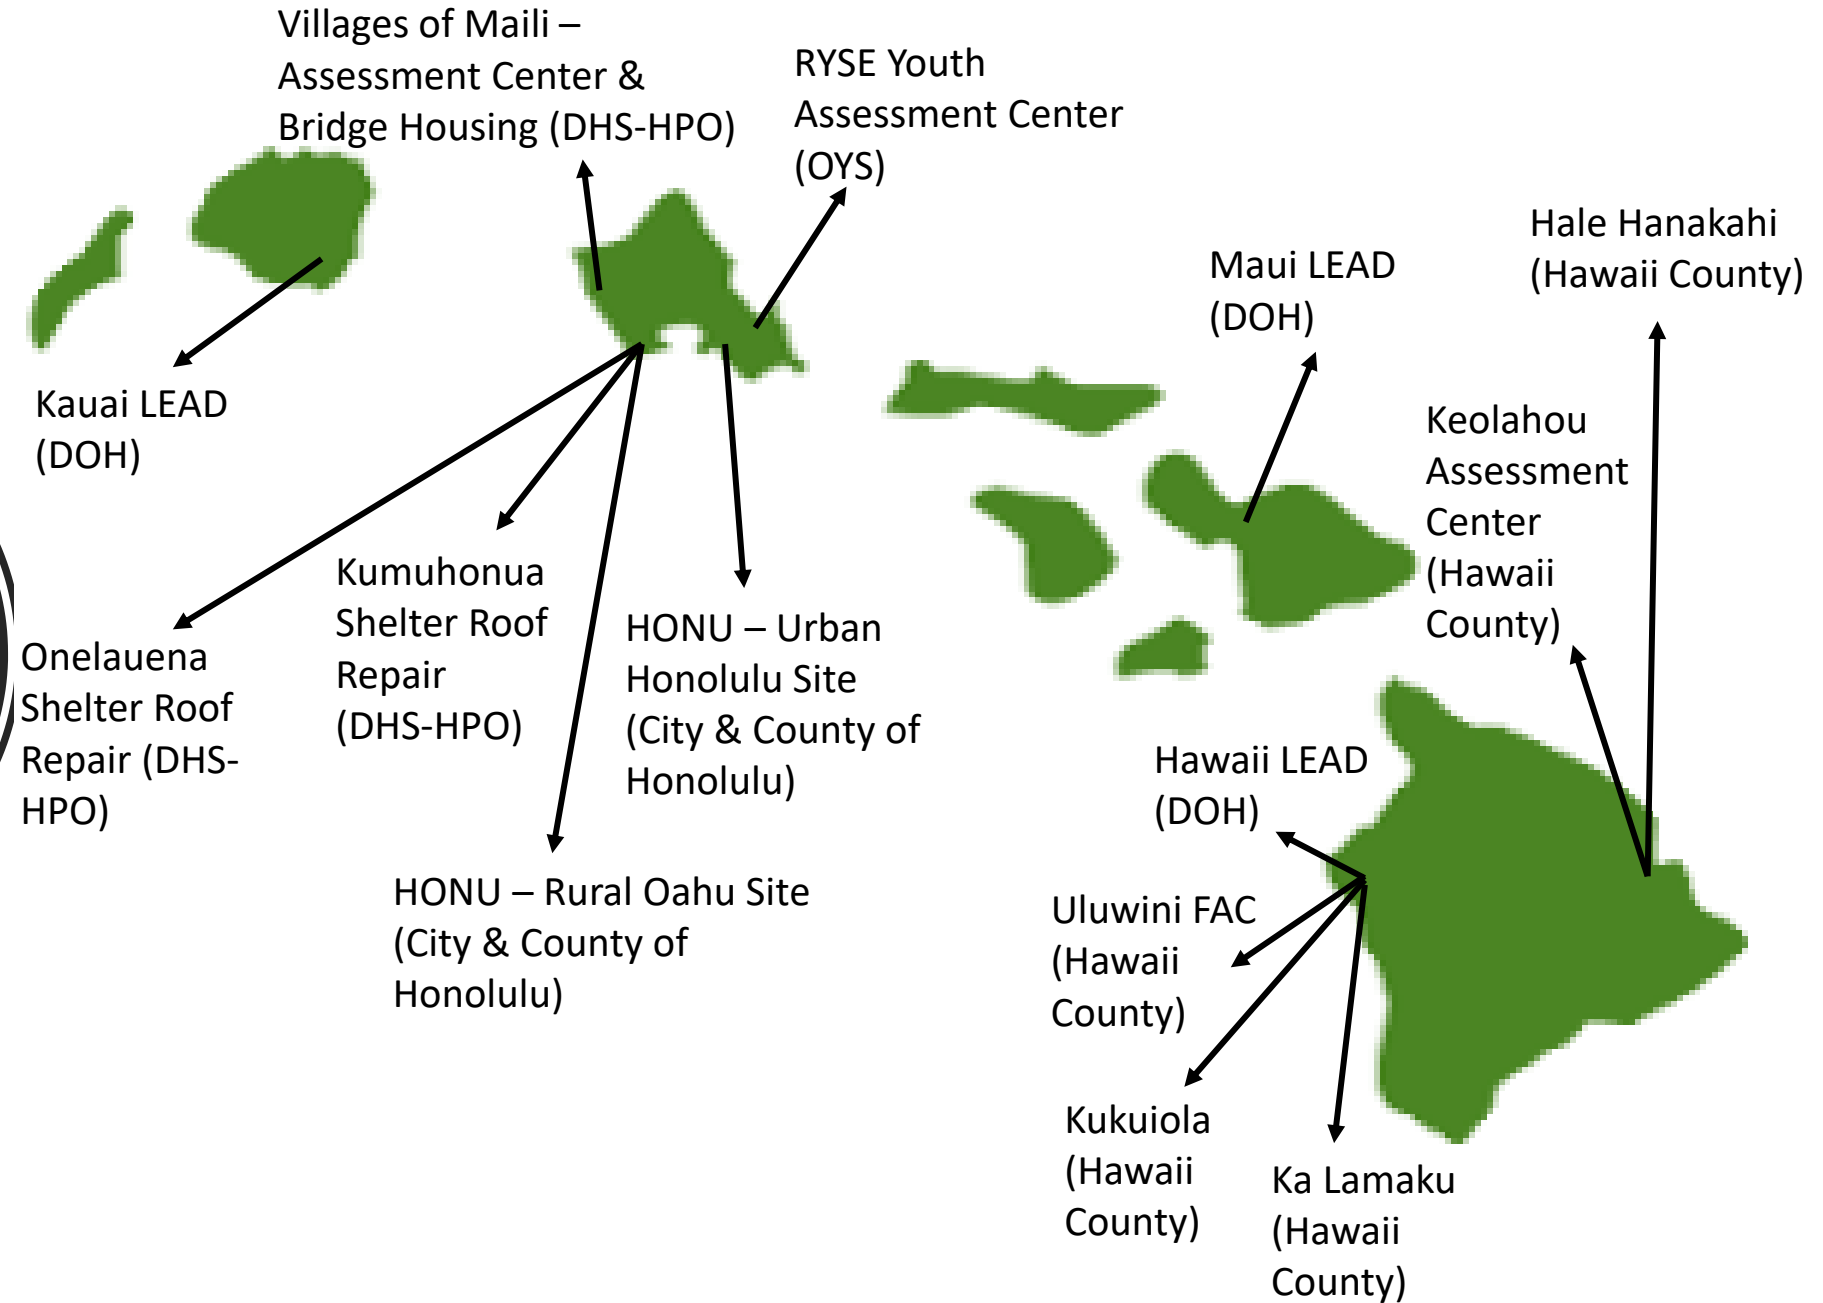 Villages of Maili –
Assessment Center &
Bridge Housing (DHS-HPO)
RYSE Youth
Assessment Center
(OYS)
Hale Hanakahi
(Hawaii County)
Maui LEAD
(DOH)
Kauai LEAD
(DOH)
Keolahou
Assessment
Center
(Hawaii
County)
Onelauena
Shelter Roof
Repair (DHS-
HPO)
Kumuhonua
Shelter Roof
Repair
(DHS-HPO)
HONU – Urban
Honolulu Site
(City & County of
Honolulu)
HONU – Rural Oahu Site
(City & County of
Honolulu)
Hawaii LEAD
(DOH)
Uluwini FAC
(Hawaii
County)
Kukuiola
(Hawaii
County)
Ka Lamaku
(Hawaii
County)